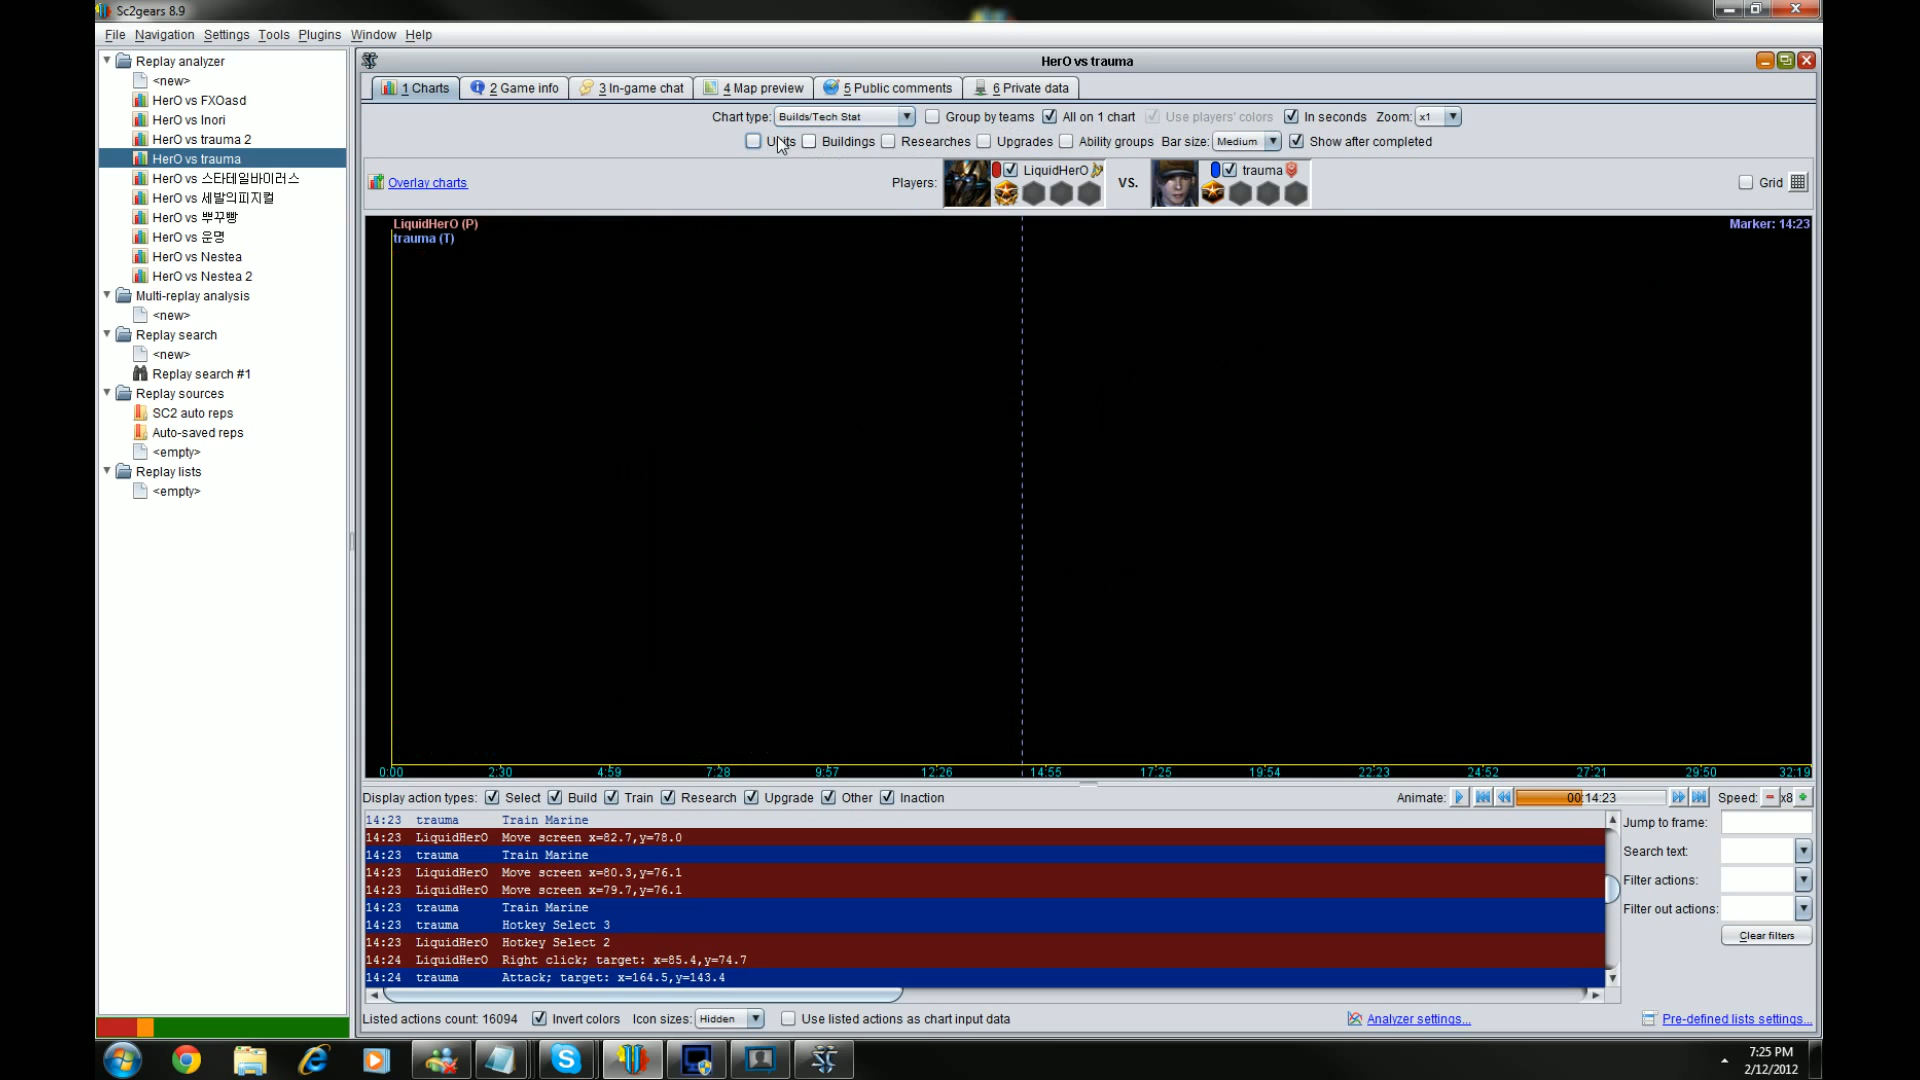 Sc2gears 8.9
File Navigation Settings Tools Plugins Window Help
Replay analyzer
<new>
HerO vs FXOasd
HerO vs Inori
HerO vs trauma 2
HerO vs trauma
HerO vs 스타테일바이러스
HerO vs 세발의피지컬
HerO vs 뿌꾸빵
HerO vs 운명
HerO vs Nestea
HerO vs Nestea 2
Multi-replay analysis
<new>
Replay search
<new>
Replay search #1
Replay sources
SC2 auto reps
Auto-saved reps
<empty>
Replay lists
<empty>
HerO vs trauma
1 Charts 2 Game info 3 In-game chat 4 Map preview 5 Public comments 6 Private data
Chart type: Builds/Tech Stat Group by teams All on 1 chart Use players' colors In seconds Zoom: x1
Units Buildings Researches Upgrades Ability groups Bar size: Medium Show after completed
Overlay charts Players: LiquidHerO VS. trauma Grid
LiquidHerO (P) Marker: 14:23
trauma (T)
0:00 2:30 4:59 7:28 9:57 12:26 14:55 17:25 19:54 22:23 24:52 27:21 29:50 32:19
Display action types: Select Build Train Research Upgrade Other Inaction Animate: 00:14:23 Speed: x8
14:23 trauma Train Marine
14:23 LiquidHerO Move screen x=82.7,y=78.0
14:23 trauma Train Marine
14:23 LiquidHerO Move screen x=80.3,y=76.1
14:23 LiquidHerO Move screen x=79.7,y=76.1
14:23 trauma Train Marine
14:23 trauma Hotkey Select 3
14:23 LiquidHerO Hotkey Select 2
14:24 LiquidHerO Right click; target: x=85.4,y=74.7
14:24 trauma Attack; target: x=164.5,y=143.4
Jump to frame:
Search text:
Filter actions:
Filter out actions:
Clear filters
Listed actions count: 16094 Invert colors Icon sizes: Hidden Use listed actions as chart input data Analyzer settings... Pre-defined lists settings...
7:25 PM
2/12/2012